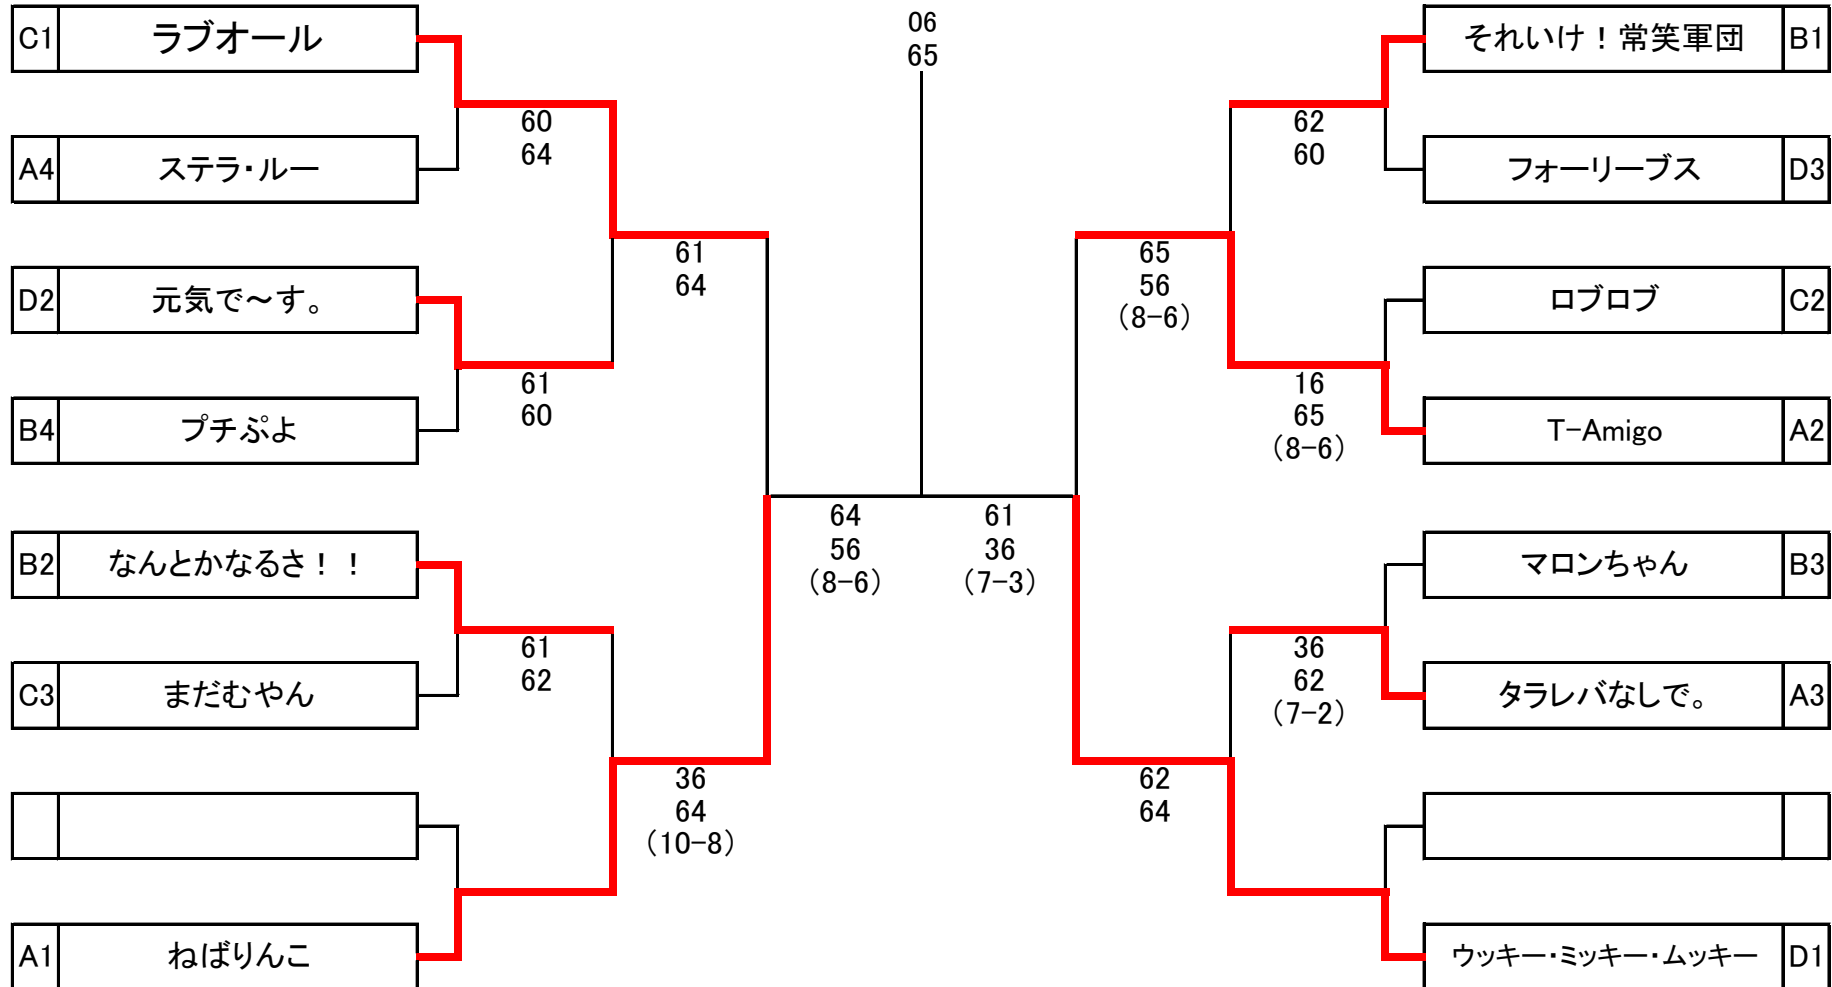 C1 ラブオール
A4 ステラ・ルー
D2 元気で～す。
B4 プチぷよ
B2 なんとかなるさ！！
C3 まだむやん
A1 ねばりんこ
60
64
61
60
61
62
61
64
36
64
(10-8)
64
56
(8-6)
06
65
61
36
(7-3)
65
56
(8-6)
62
64
62
60
16
65
(8-6)
36
62
(7-2)
それいけ！常笑軍団 B1
フォーリーブス D3
ロブロブ C2
T-Amigo A2
マロンちゃん B3
タラレバなしで。 A3
ウッキー・ミッキー・ムッキー D1